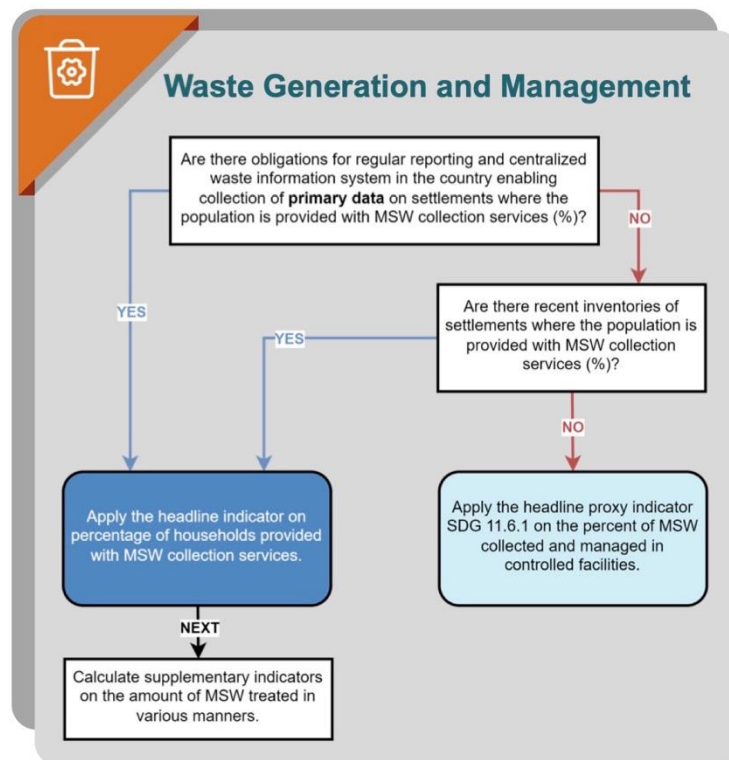 Waste Generation and Management
Are there obligations for regular reporting and centralized
waste information system in the country enabling
collection of primary data on settlements where the
population is provided with MSW collection services (%)?
NO
YES
Are there recent inventories of
settlements where the population is
provided with MSW collection
services (%)?
YES
NO
Apply the headline indicator on
percentage of households provided
with MSW collection services.
Apply the headline proxy indicator
SDG 11.6.1 on the percent of MSW
collected and managed in
controlled facilities.
NEXT
Calculate supplementary indicators
on the amount of MSW treated in
various manners.